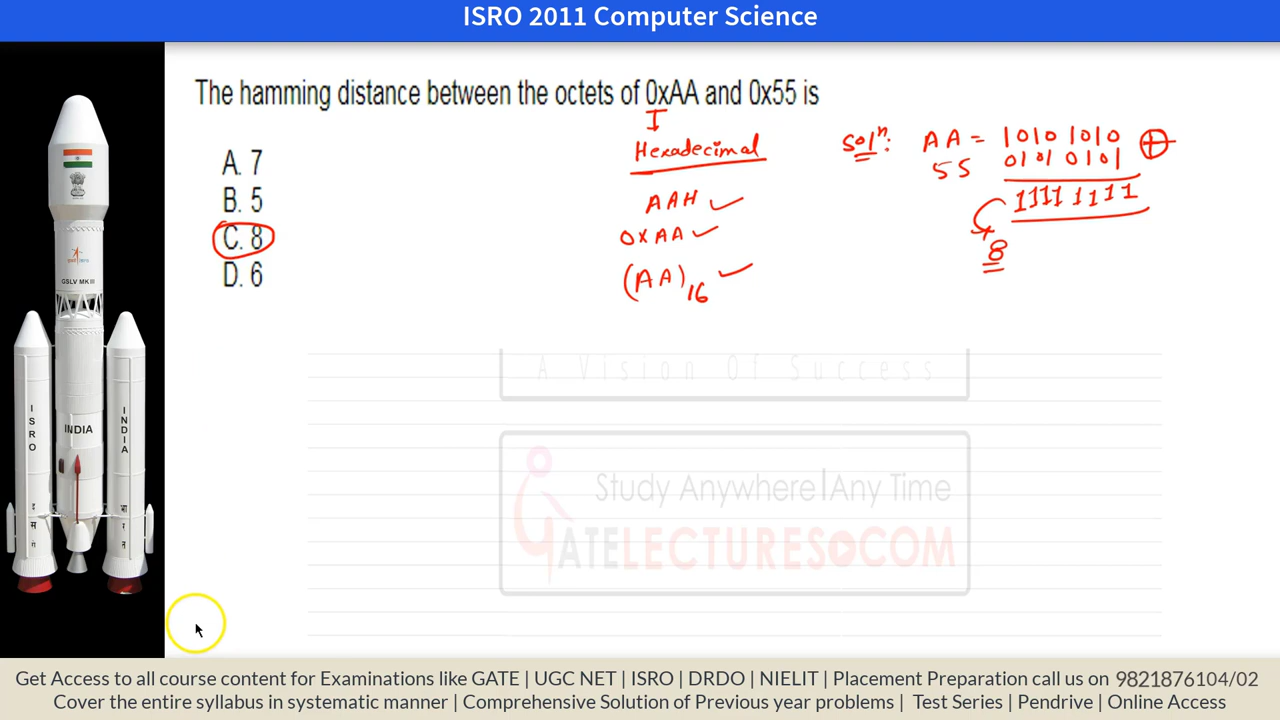 ISRO 2011 Computer Science
The hamming distance between the octets of 0xAA and 0x55 is
A. 7
B. 5
C. 8
D. 6
I
Hexadecimal
AAH
0XAA
(AA)16
Solⁿ:
AA = 1010 1010 ⊕
55 0101 0101
1111 1111
8
GSLV MK III
ISRO
INDIA
INDIA
A Vision Of Success
Study Anywhere|Any Time
GATELECTURES.COM
Get Access to all course content for Examinations like GATE | UGC NET | ISRO | DRDO | NIELIT | Placement Preparation call us on 9821876104/02
Cover the entire syllabus in systematic manner | Comprehensive Solution of Previous year problems | Test Series | Pendrive | Online Access